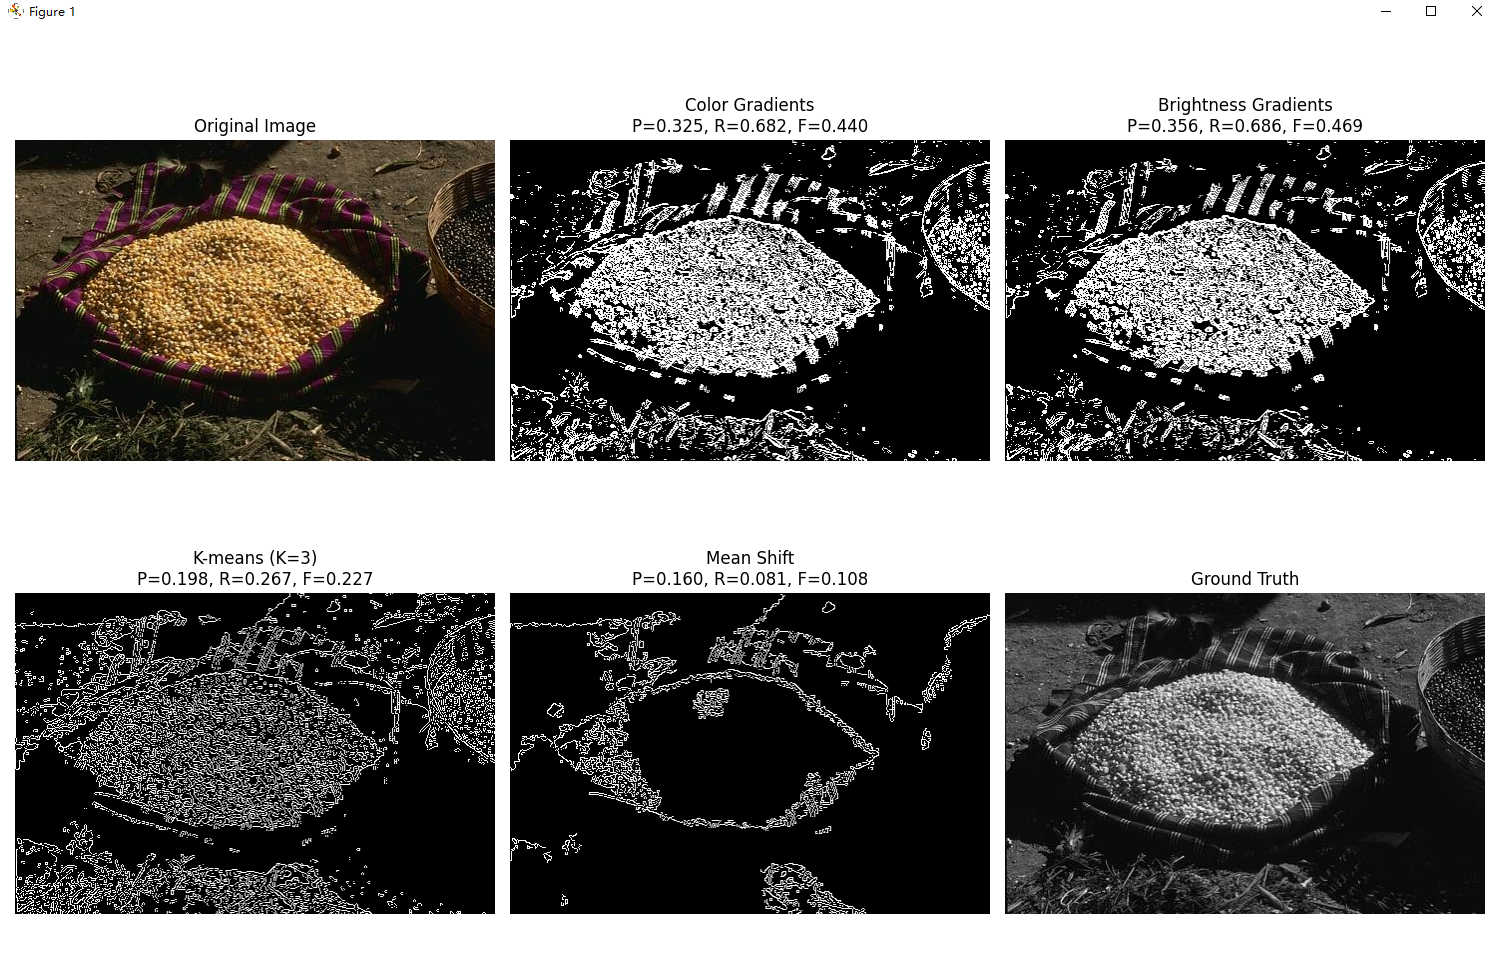 Figure 1
Original Image
Color Gradients
P=0.325, R=0.682, F=0.440
Brightness Gradients
P=0.356, R=0.686, F=0.469
K-means (K=3)
P=0.198, R=0.267, F=0.227
Mean Shift
P=0.160, R=0.081, F=0.108
Ground Truth